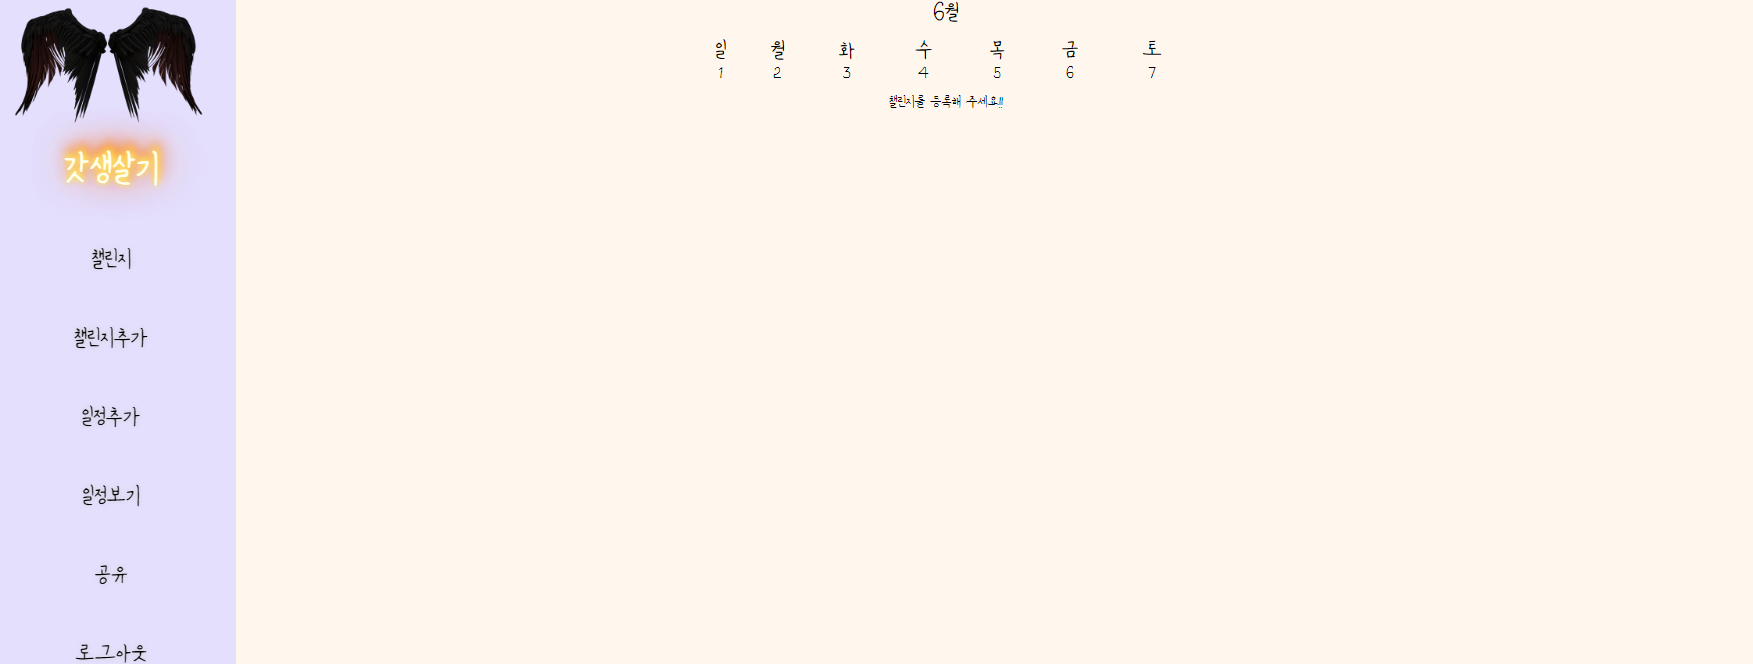 갓생살기
챌린지
챌린지추가
일정추가
일정보기
공유
로그아웃
6월
일 월 화 수 목 금 토
1 2 3 4 5 6 7
챌린지를 등록해 주세요!!